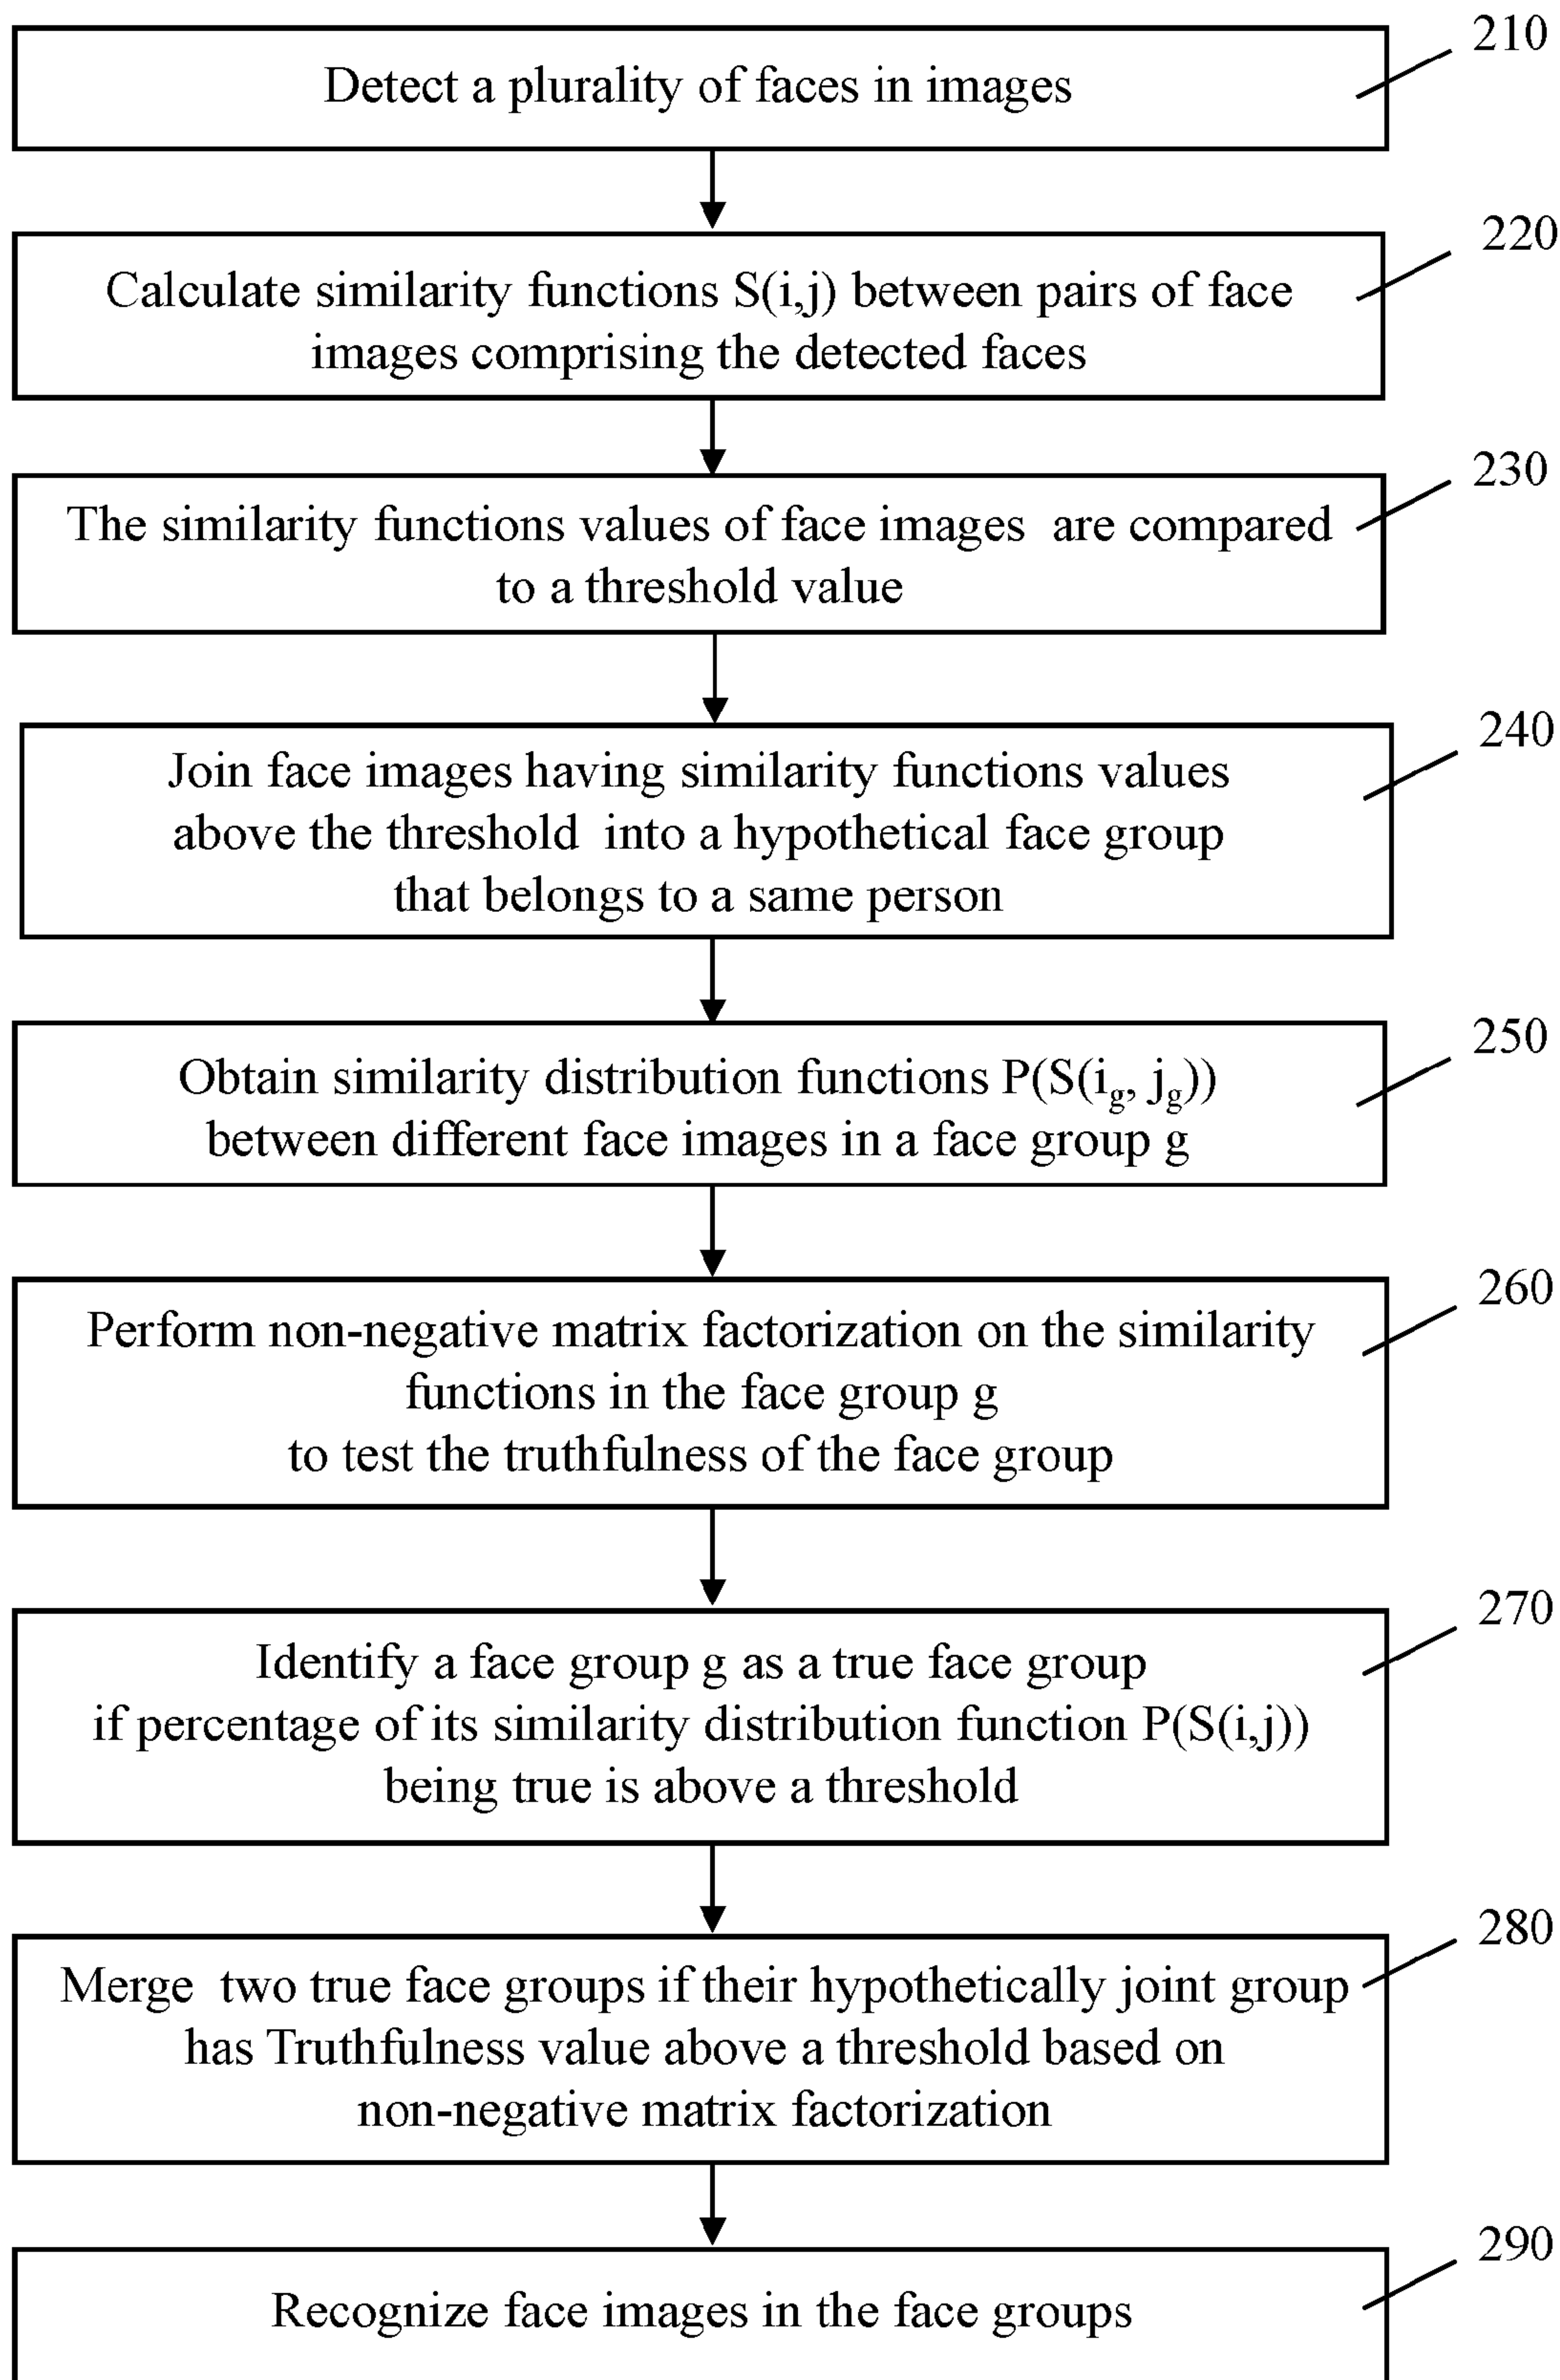 210
Detect a plurality of faces in images
220
Calculate similarity functions S(i,j) between pairs of face
images comprising the detected faces
230
The similarity functions values of face images are compared
to a threshold value
240
Join face images having similarity functions values
above the threshold into a hypothetical face group
that belongs to a same person
250
Obtain similarity distribution functions P(S(ig, jg))
between different face images in a face group g
260
Perform non-negative matrix factorization on the similarity
functions in the face group g
to test the truthfulness of the face group
270
Identify a face group g as a true face group
if percentage of its similarity distribution function P(S(i,j))
being true is above a threshold
280
Merge two true face groups if their hypothetically joint group
has Truthfulness value above a threshold based on
non-negative matrix factorization
290
Recognize face images in the face groups